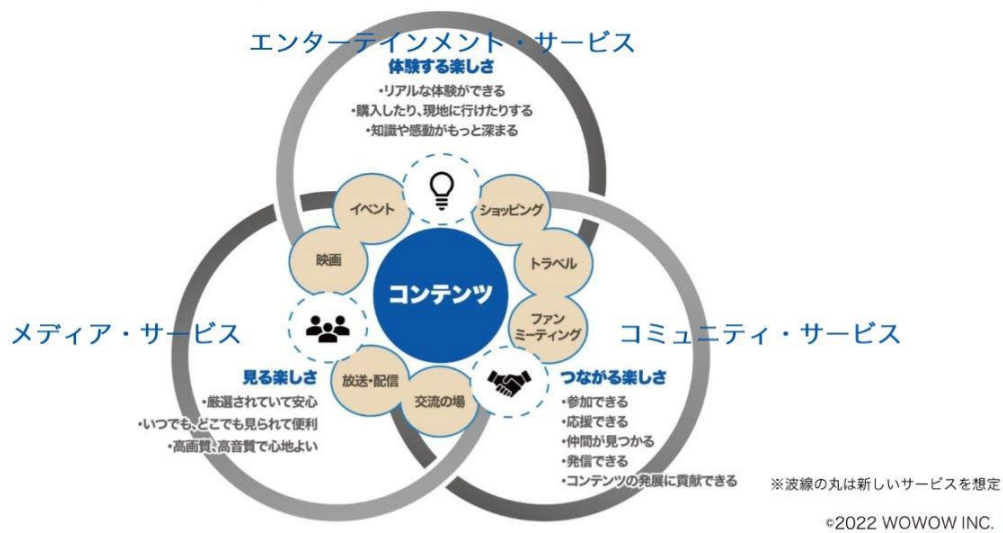 エンターテインメント・サービス
体験する楽しさ
・リアルな体験ができる
・購入したり、現地に行けたりする
・知識や感動がもっと深まる
イベント
ショッピング
映画
トラベル
コンテンツ
ファン
ミーティング
メディア・サービス
コミュニティ・サービス
見る楽しさ
・厳選されていて安心
・いつでも、どこでも見られて便利
・高画質、高音質で心地よい
放送・配信
交流の場
つながる楽しさ
・参加できる
・応援できる
・仲間が見つかる
・発信できる
・コンテンツの発展に貢献できる
※波線の丸は新しいサービスを想定
©2022 WOWOW INC.